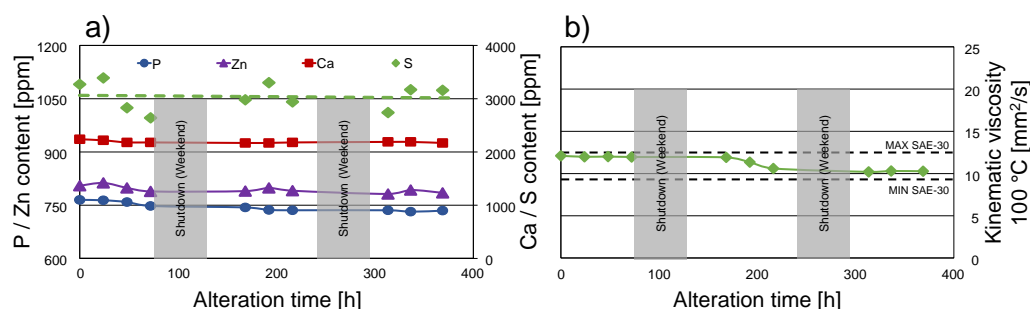 a)
P / Zn content [ppm]
1200
1050
900
750
600
P
Zn
Ca
S
Shutdown (Weekend)
Shutdown (Weekend)
4000
3000
2000
1000
0
Ca / S content [ppm]
0
100
200
300
400
Alteration time [h]
b)
MAX SAE-30
MIN SAE-30
Shutdown (Weekend)
Shutdown (Weekend)
25
20
15
10
5
0
Kinematic viscosity
100 ºC [mm²/s]
0
100
200
300
400
Alteration time [h]